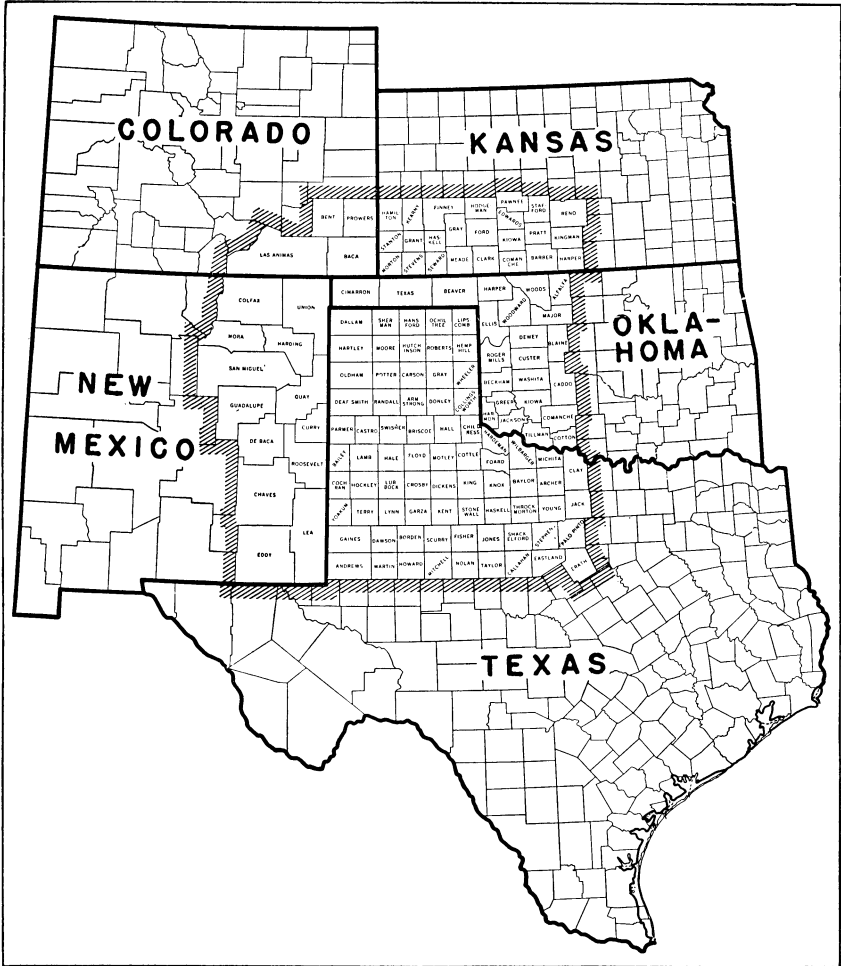 COLORADO
KANSAS
BENT PROWERS
HAMIL
TON
KEARNY
FINNEY
HODGE
MAN
PAWNEE
EDWARDS
STAF
FORD
RENO
STANTON
GRANT
HAS
KELL
GRAY
FORD
KIOWA
PRATT
KINGMAN
LAS ANIMAS
BACA
MORTON
STEVENS
SEWARD
MEADE
CLARK
COMAN
CHE
BARBER
HARPER
COLFAX
UNION
CIMARRON
TEXAS
BEAVER
HARPER
WOODWARD
WOODS
ALFALFA
ELLIS
MAJOR
OKLA-
HOMA
DALLAM
SHER
MAN
HANS
FORD
OCHIL
TREE
LIPS
COMB
MORA
HARDING
DEWEY
BLAINE
HARTLEY
MOORE
HUTCH
INSON
ROBERTS
HEMP
HILL
ROGER
MILLS
CUSTER
NEW
MEXICO
SAN MIGUEL
OLDHAM
POTTER
CARSON
GRAY
WHEELER
BECKHAM
WASHITA
CADDO
GUADALUPE
QUAY
DEAF SMITH
RANDALL
ARM
STRONG
DONLEY
COLLINGS
WORTH
GREER
KIOWA
HAR
MON
JACKSON
COMANCHE
TILLMAN
COTTON
DE BACA
CURRY
PARMER
CASTRO
SWISHER
BRISCOE
HALL
CHILD
RESS
HARDEMAN
WILBARGER
WICHITA
ROOSEVELT
BAILEY
LAMB
HALE
FLOYD
MOTLEY
COTTLE
FOARD
CLAY
CHAVES
COCH
RAN
HOCKLEY
LUB
BOCK
CROSBY
DICKENS
KING
KNOX
BAYLOR
ARCHER
YOAKUM
TERRY
LYNN
GARZA
KENT
STONE
WALL
HASKELL
THROCK
MORTON
YOUNG
JACK
EDDY
LEA
GAINES
DAWSON
BORDEN
SCURRY
FISHER
JONES
SHACK
ELFORD
STEPHENS
PALO PINTO
ANDREWS
MARTIN
HOWARD
MITCHELL
NOLAN
TAYLOR
CALLAHAN
EASTLAND
ERATH
TEXAS